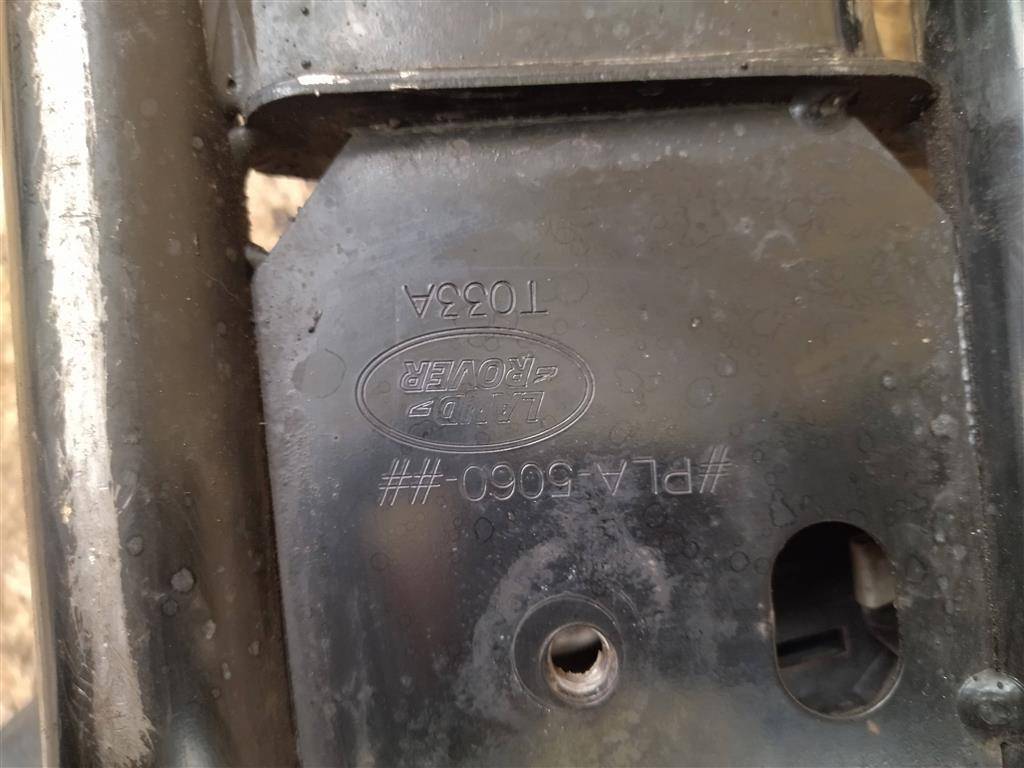 #PLA-5060-##
LAND
ROVER
T033A